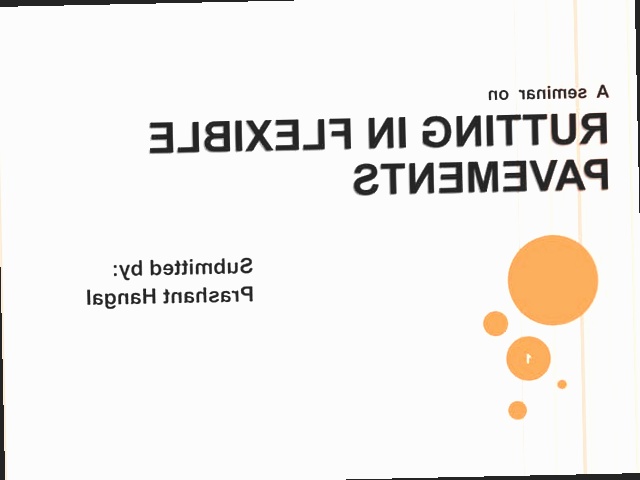 A seminar on
RUTTING IN FLEXIBLE
PAVEMENTS
Submitted by:
Prashant Hangal
1